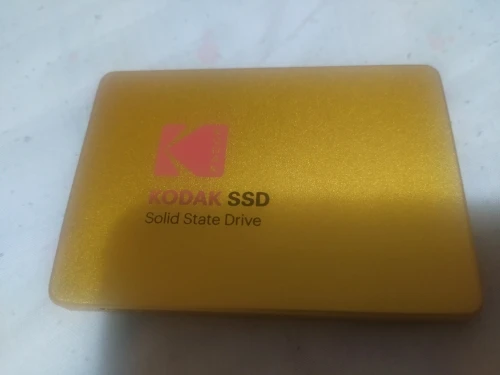 KODAK SSD
Solid State Drive